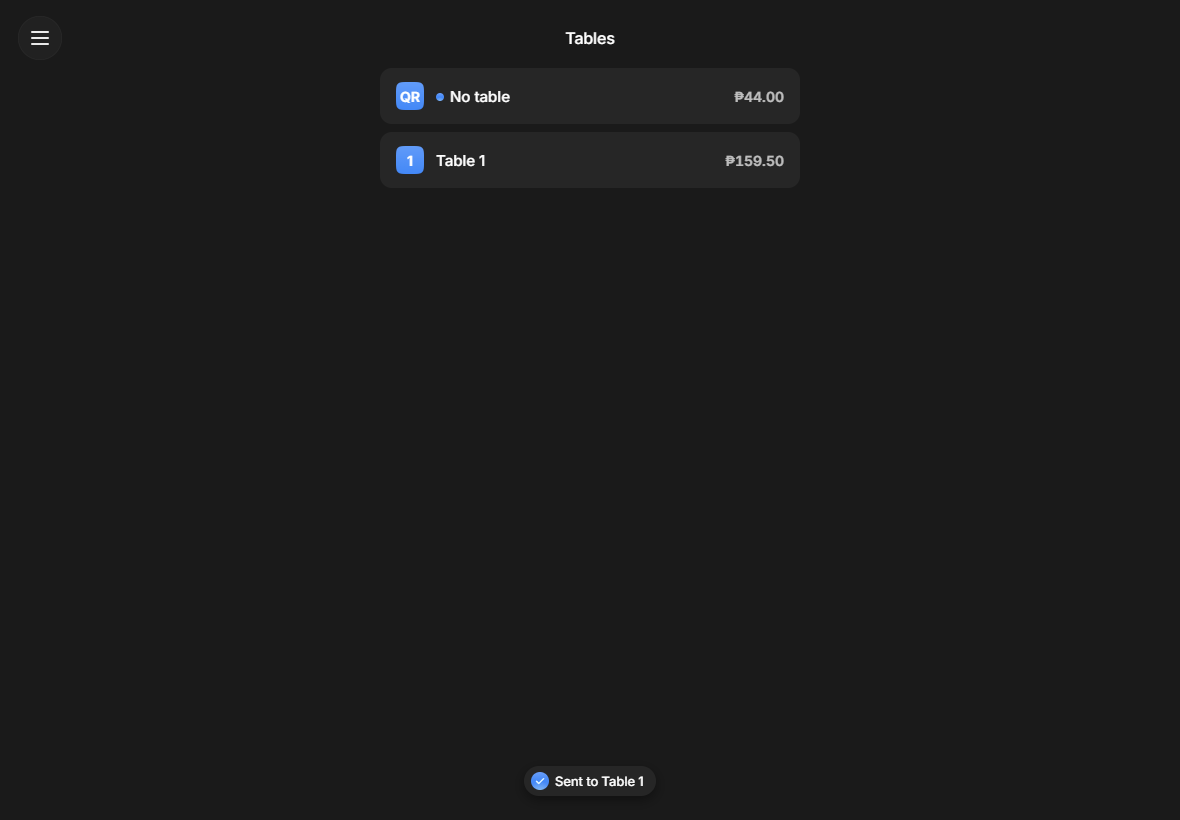 Tables
QR No table ₱44.00
1 Table 1 ₱159.50
Sent to Table 1